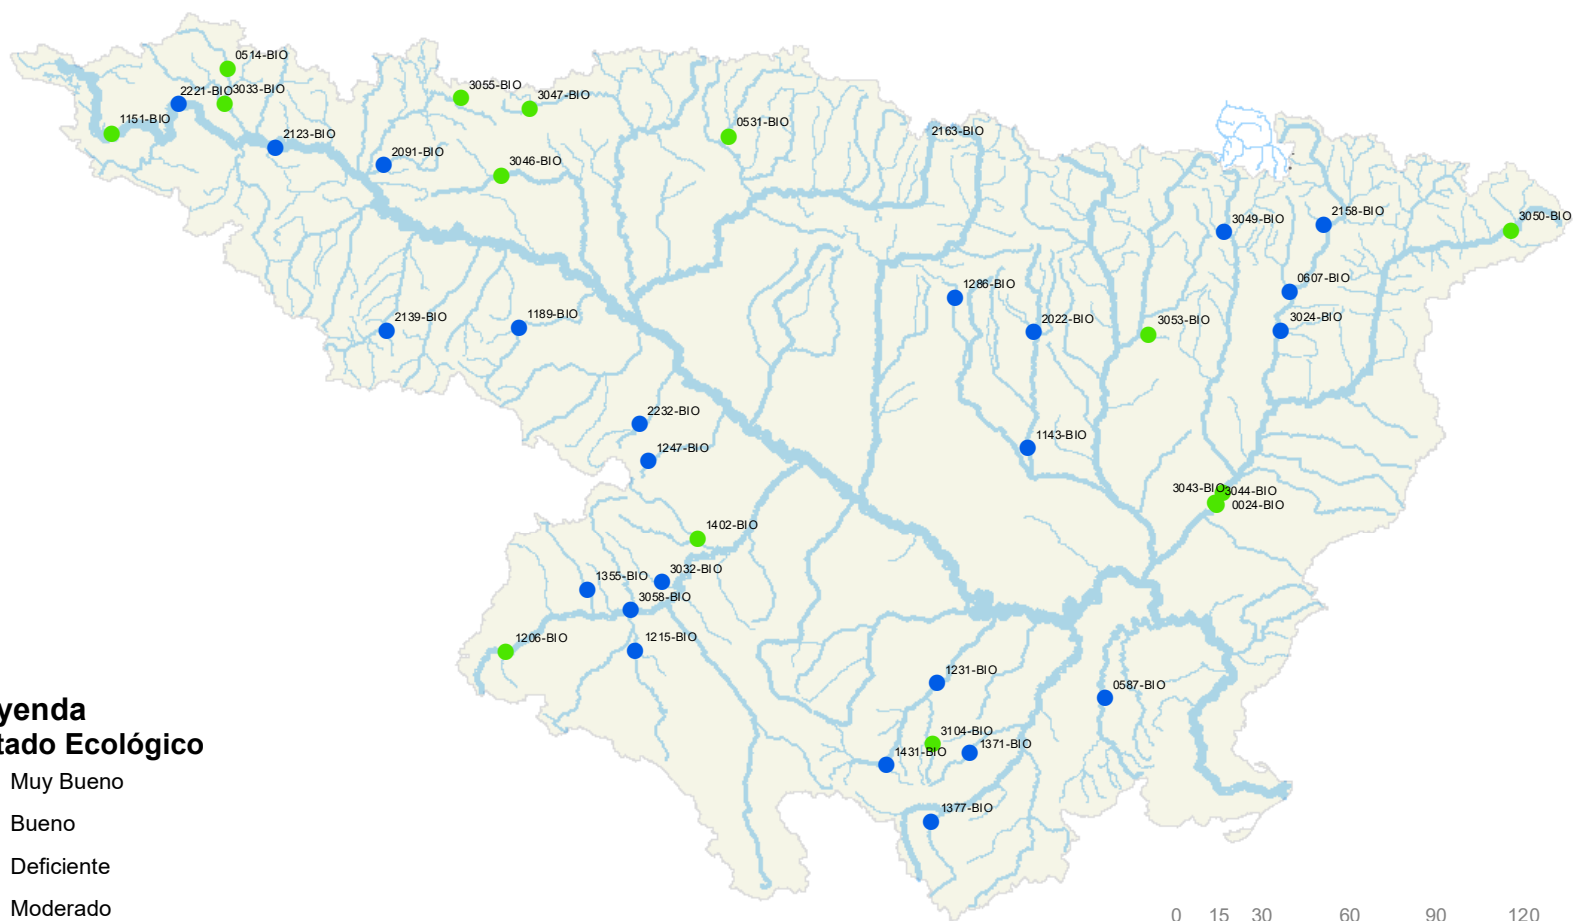 0514-BIO
3055-BIO
2221-BIO
3033-BIO
3047-BIO
1151-BIO
2123-BIO
0531-BIO
2163-BIO
2091-BIO
3046-BIO
3049-BIO
2158-BIO
3050-BIO
0607-BIO
1286-BIO
2139-BIO
1189-BIO
2022-BIO
3053-BIO
3024-BIO
2232-BIO
1143-BIO
1247-BIO
3043-BIO
3044-BIO
0024-BIO
1402-BIO
1355-BIO
3032-BIO
3058-BIO
1206-BIO
1215-BIO
1231-BIO
0587-BIO
3104-BIO
1431-BIO
1371-BIO
1377-BIO
yenda
tado Ecológico
Muy Bueno
Bueno
Deficiente
Moderado
0 15 30 60 90 120